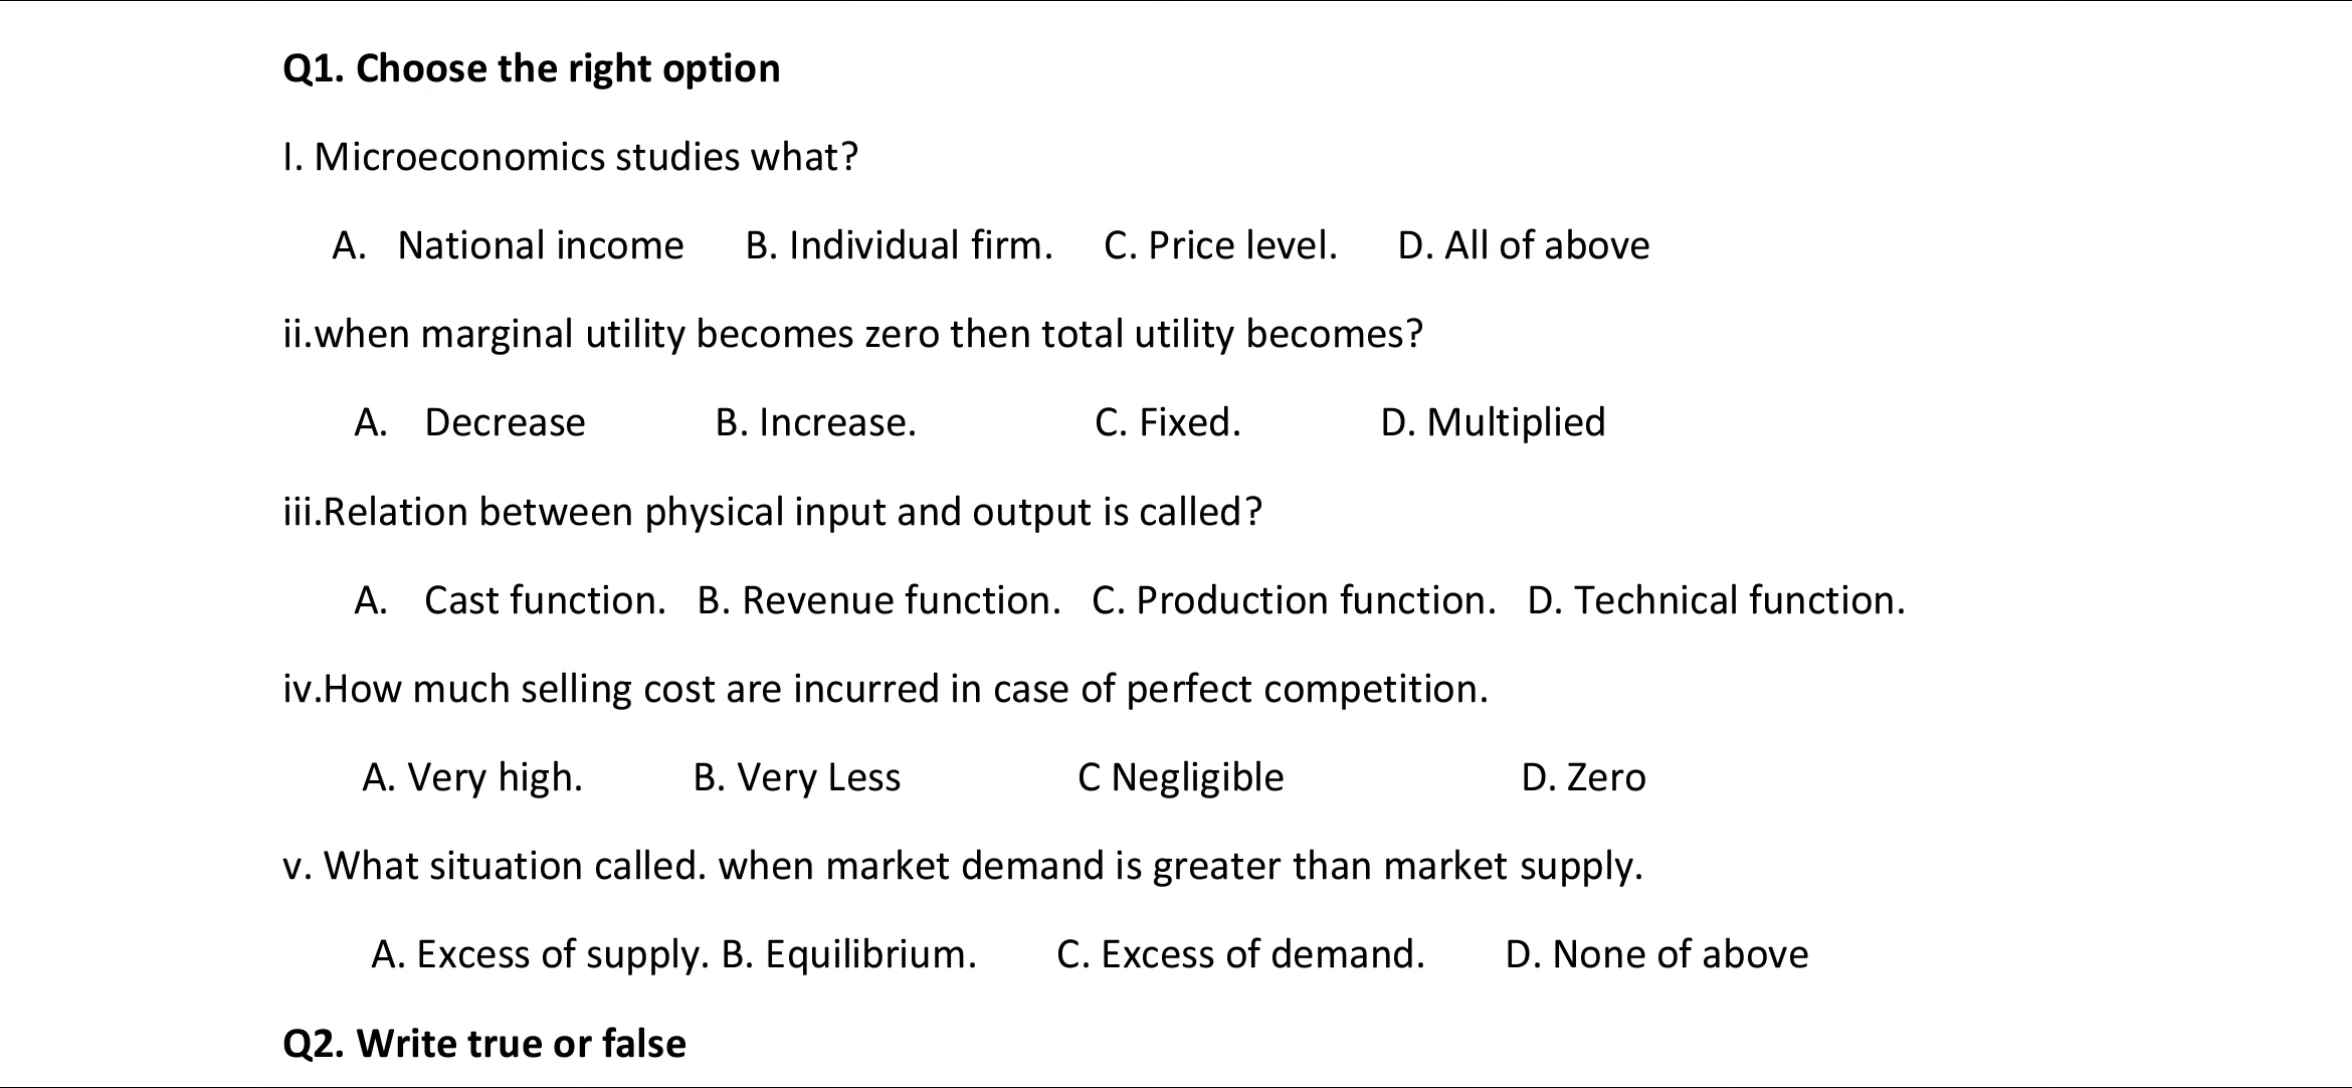 Q1. Choose the right option
I. Microeconomics studies what?
A. National income B. Individual firm. C. Price level. D. All of above
ii.when marginal utility becomes zero then total utility becomes?
A. Decrease B. Increase. C. Fixed. D. Multiplied
iii.Relation between physical input and output is called?
A. Cast function. B. Revenue function. C. Production function. D. Technical function.
iv.How much selling cost are incurred in case of perfect competition.
A. Very high. B. Very Less C Negligible D. Zero
v. What situation called. when market demand is greater than market supply.
A. Excess of supply. B. Equilibrium. C. Excess of demand. D. None of above
Q2. Write true or false